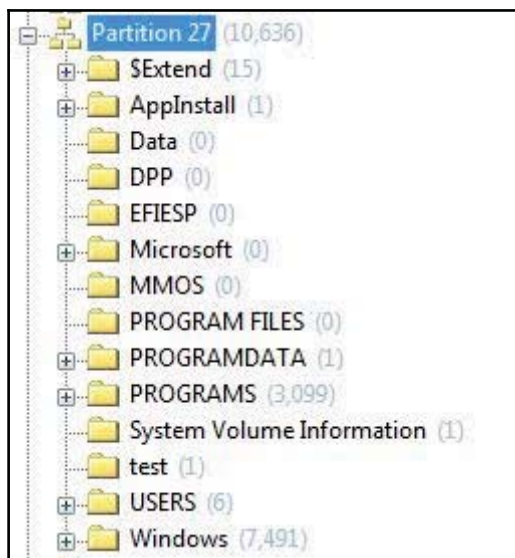 Partition 27 (10,636)
$Extend (15)
AppInstall (1)
Data (0)
DPP (0)
EFIESP (0)
Microsoft (0)
MMOS (0)
PROGRAM FILES (0)
PROGRAMDATA (1)
PROGRAMS (3,099)
System Volume Information (1)
test (1)
USERS (6)
Windows (7,491)